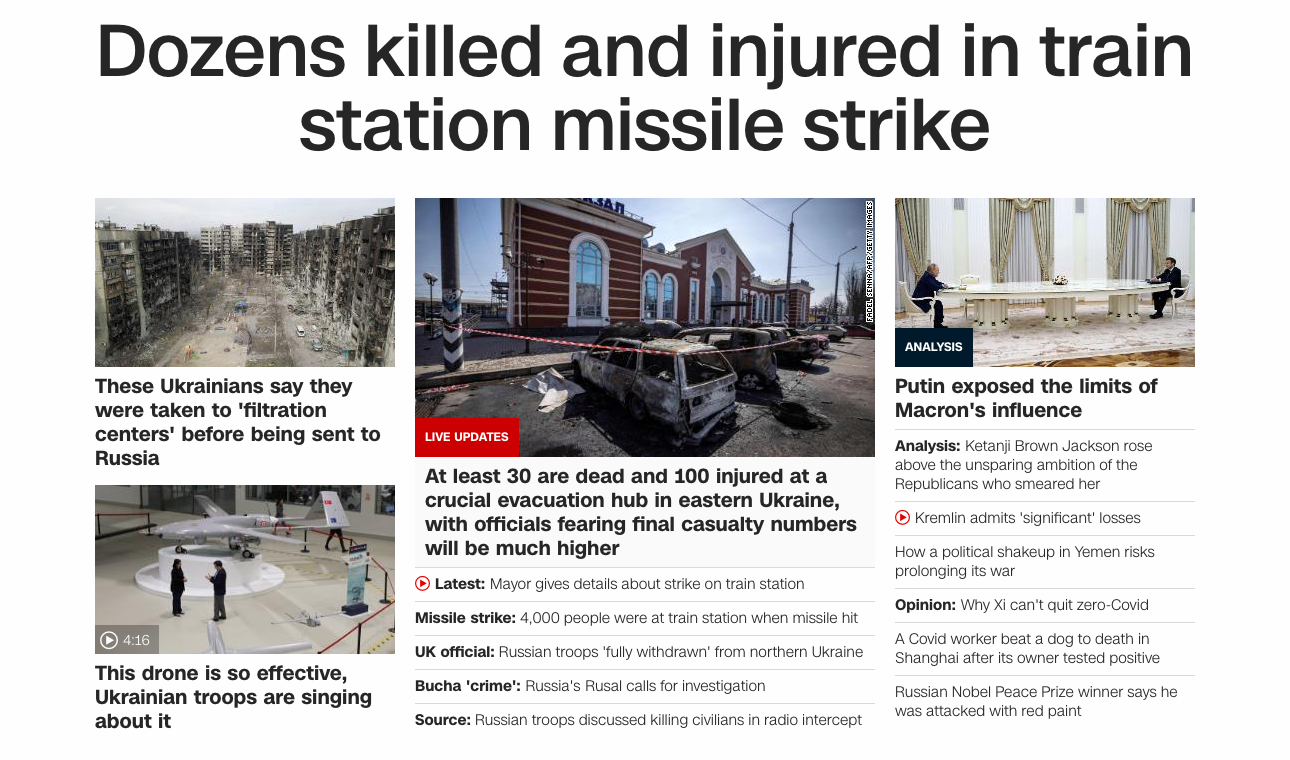 Dozens killed and injured in train
station missile strike
These Ukrainians say they
were taken to 'filtration
centers' before being sent to
Russia
4:16
This drone is so effective,
Ukrainian troops are singing
about it
FADEL SENNA/AFP/GETTY IMAGES
LIVE UPDATES
At least 30 are dead and 100 injured at a
crucial evacuation hub in eastern Ukraine,
with officials fearing final casualty numbers
will be much higher
Latest: Mayor gives details about strike on train station
Missile strike: 4,000 people were at train station when missile hit
UK official: Russian troops 'fully withdrawn' from northern Ukraine
Bucha 'crime': Russia's Rusal calls for investigation
Source: Russian troops discussed killing civilians in radio intercept
ANALYSIS
Putin exposed the limits of
Macron's influence
Analysis: Ketanji Brown Jackson rose
above the unsparing ambition of the
Republicans who smeared her
Kremlin admits 'significant' losses
How a political shakeup in Yemen risks
prolonging its war
Opinion: Why Xi can't quit zero-Covid
A Covid worker beat a dog to death in
Shanghai after its owner tested positive
Russian Nobel Peace Prize winner says he
was attacked with red paint